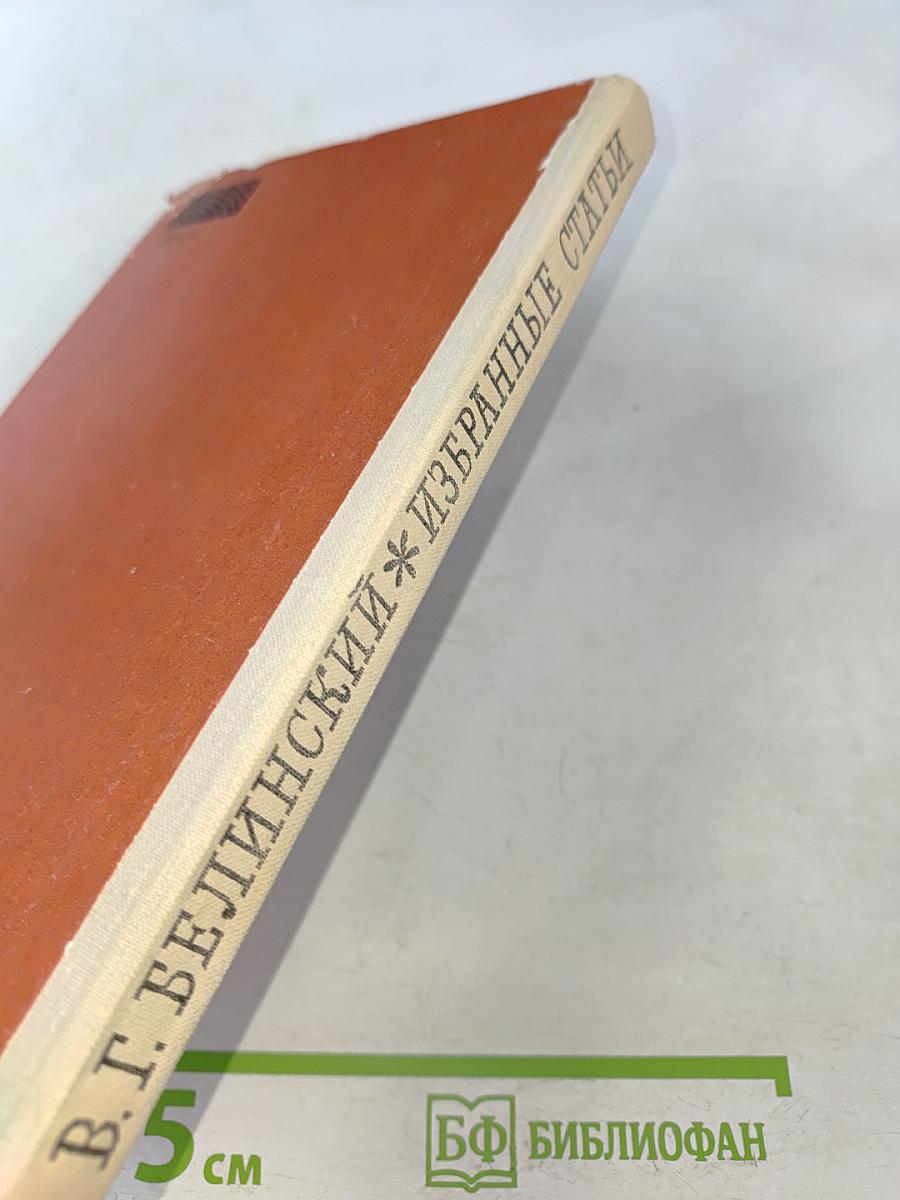 В. Г. БЕЛИНСКИЙ * ИЗБРАННЫЕ СТАТЬИ
5 см
БФ БИБЛИОФАН